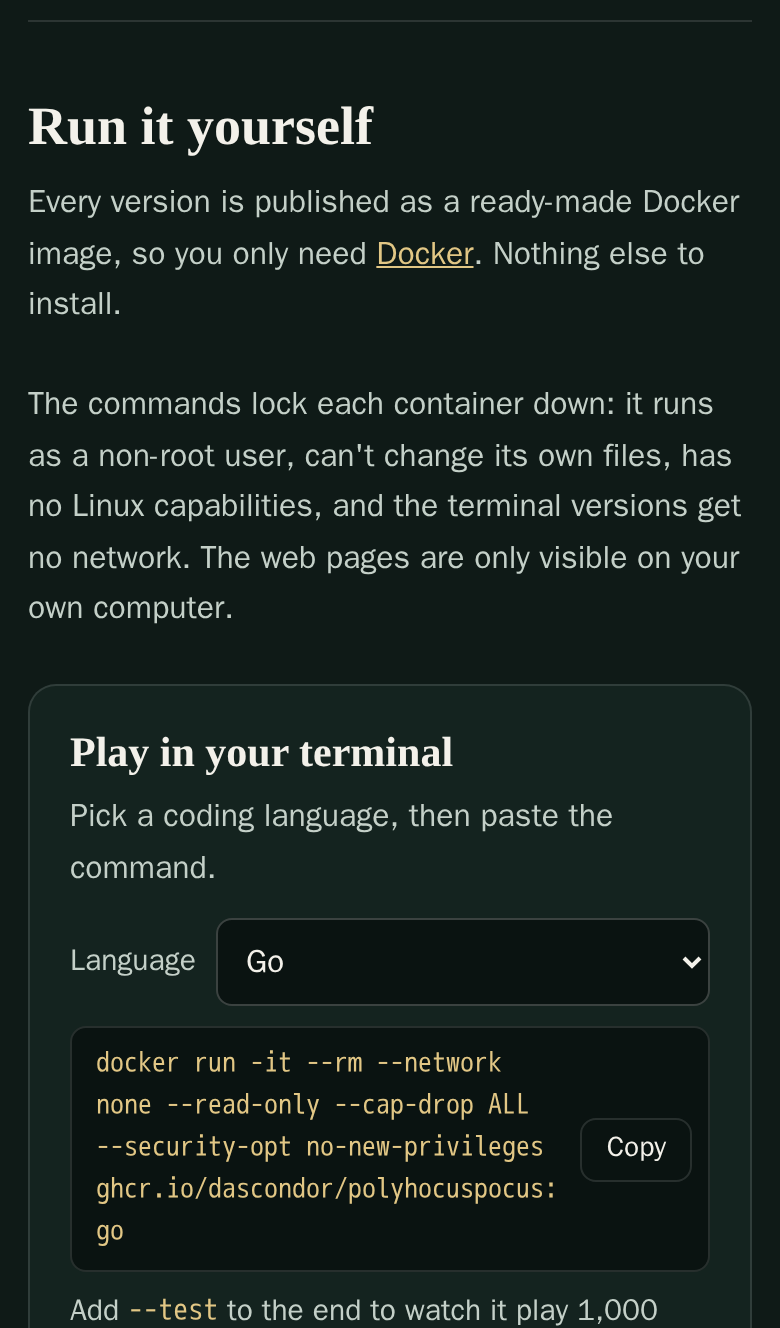 Run it yourself
Every version is published as a ready-made Docker
image, so you only need Docker. Nothing else to
install.
The commands lock each container down: it runs
as a non-root user, can't change its own files, has
no Linux capabilities, and the terminal versions get
no network. The web pages are only visible on your
own computer.
Play in your terminal
Pick a coding language, then paste the
command.
Language
Go
docker run -it --rm --network
none --read-only --cap-drop ALL
--security-opt no-new-privileges
ghcr.io/dascondor/polyhocuspocus:
go
Copy
Add --test to the end to watch it play 1,000